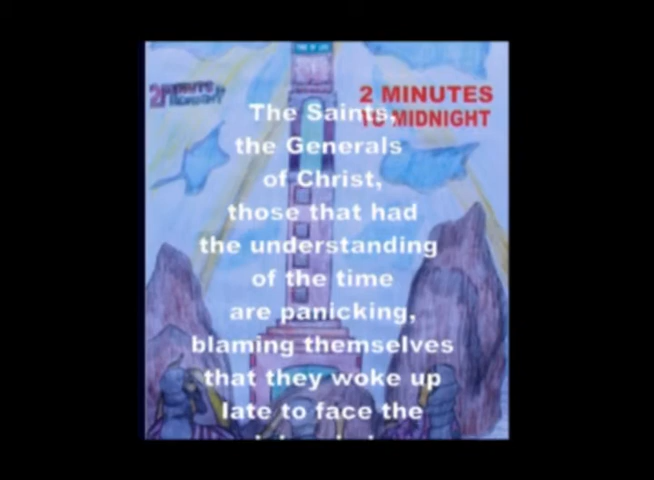 2 MINUTES
TO MIDNIGHT
The Saints,
the Generals
of Christ,
those that had
the understanding
of the time
are panicking,
blaming themselves
that they woke up
late to face the